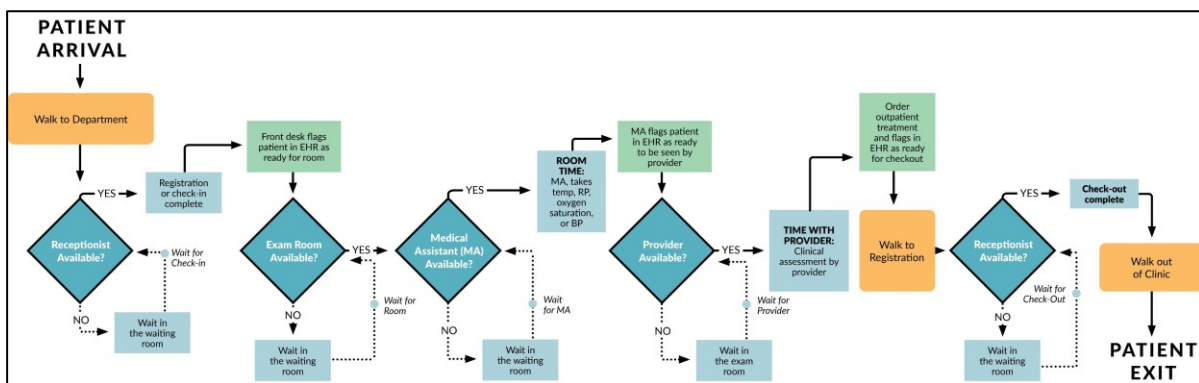 PATIENT
ARRIVAL
Walk to Department
Receptionist
Available?
YES
NO
Wait in
the waiting
room
Wait for
Check-in
Registration
or check-in
complete
Front desk flags
patient in EHR as
ready for room
Exam Room
Available?
YES
NO
Wait in
the waiting
room
Wait for
Room
Medical
Assistant (MA)
Available?
YES
NO
Wait in
the waiting
room
Wait
for MA
ROOM
TIME:
MA, takes
temp, RP,
oxygen
saturation,
or BP
MA flags patient
in EHR as ready
to be seen by
provider
Provider
Available?
YES
NO
Wait in
the exam
room
Wait for
Provider
TIME WITH
PROVIDER:
Clinical
assessment by
provider
Order
outpatient
treatment
and flags in
EHR as ready
for checkout
Walk to
Registration
Receptionist
Available?
YES
NO
Wait in
the waiting
room
Wait for
Check-Out
Check-out
complete
Walk out
of Clinic
PATIENT
EXIT